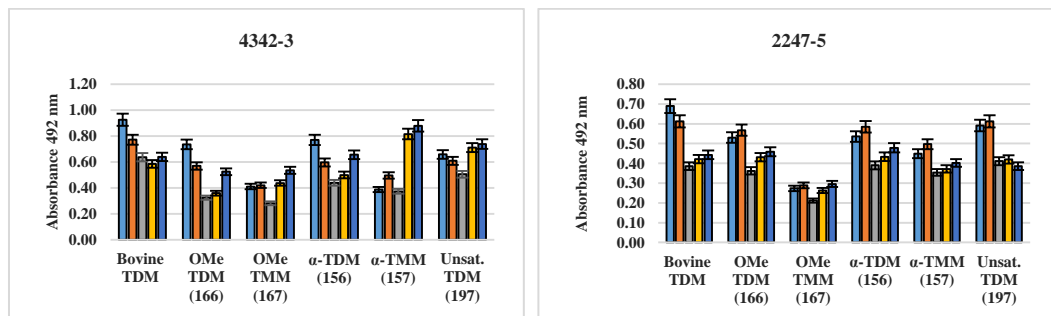 4342-3
Absorbance 492 nm
1.20
1.00
0.80
0.60
0.40
0.20
0.00
Bovine TDM
OMe TDM (166)
OMe TMM (167)
α-TDM (156)
α-TMM (157)
Unsat. TDM (197)
2247-5
Absorbance 492 nm
0.80
0.70
0.60
0.50
0.40
0.30
0.20
0.10
0.00
Bovine TDM
OMe TDM (166)
OMe TMM (167)
α-TDM (156)
α-TMM (157)
Unsat. TDM (197)